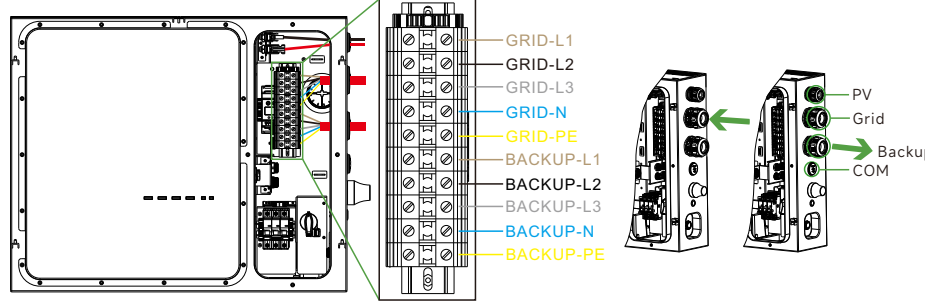 GRID-L1
GRID-L2
GRID-L3
GRID-N
GRID-PE
BACKUP-L1
BACKUP-L2
BACKUP-L3
BACKUP-N
BACKUP-PE
PV
Grid
Backup
COM